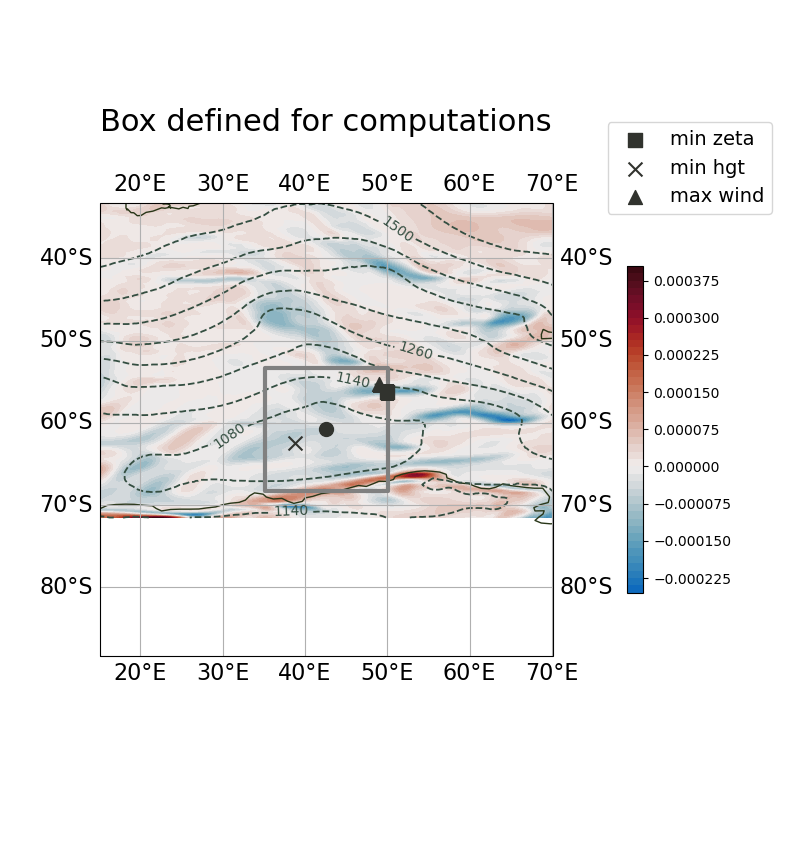 Box defined for computations
min zeta
min hgt
max wind
20°E 30°E 40°E 50°E 60°E 70°E
40°S 40°S
50°S 50°S
60°S 60°S
70°S 70°S
80°S 80°S
20°E 30°E 40°E 50°E 60°E 70°E
1500
1260
1140
1080
1140
0.000375
0.000300
0.000225
0.000150
0.000075
0.000000
−0.000075
−0.000150
−0.000225